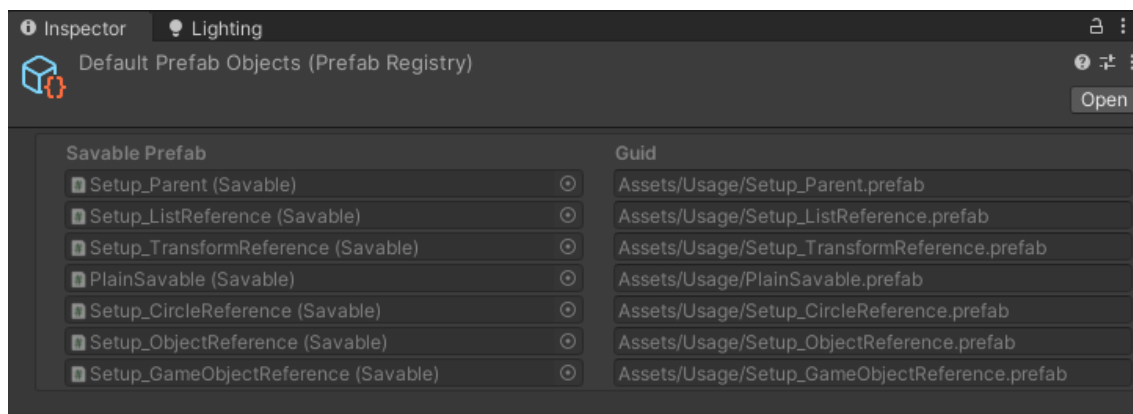 Inspector Lighting
Default Prefab Objects (Prefab Registry)
Open
Savable Prefab Guid
Setup_Parent (Savable) Assets/Usage/Setup_Parent.prefab
Setup_ListReference (Savable) Assets/Usage/Setup_ListReference.prefab
Setup_TransformReference (Savable) Assets/Usage/Setup_TransformReference.prefab
PlainSavable (Savable) Assets/Usage/PlainSavable.prefab
Setup_CircleReference (Savable) Assets/Usage/Setup_CircleReference.prefab
Setup_ObjectReference (Savable) Assets/Usage/Setup_ObjectReference.prefab
Setup_GameObjectReference (Savable) Assets/Usage/Setup_GameObjectReference.prefab